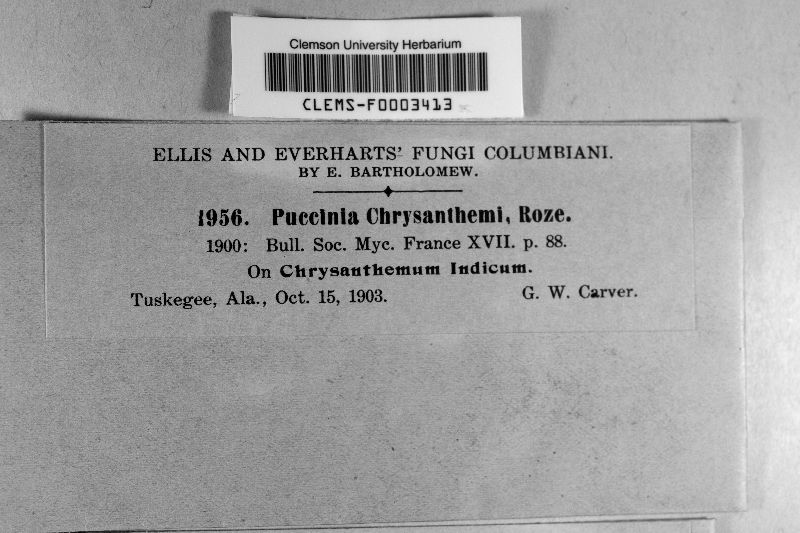 Clemson University Herbarium
CLEMS-F0003413
ELLIS AND EVERHARTS' FUNGI COLUMBIANI.
BY E. BARTHOLOMEW.
1956. Puccinia Chrysanthemi, Roze.
1900: Bull. Soc. Myc. France XVII. p. 88.
On Chrysanthemum Indicum.
Tuskegee, Ala., Oct. 15, 1903. G. W. Carver.